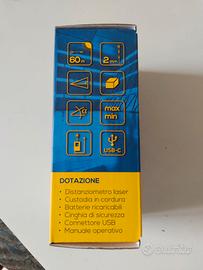 60m
2mm
max
min
USB-C
DOTAZIONE
• Distanziometro laser
• Custodia in cordura
• Batterie ricaricabili
• Cinghia di sicurezza
• Connettore USB
• Manuale operativo
subito